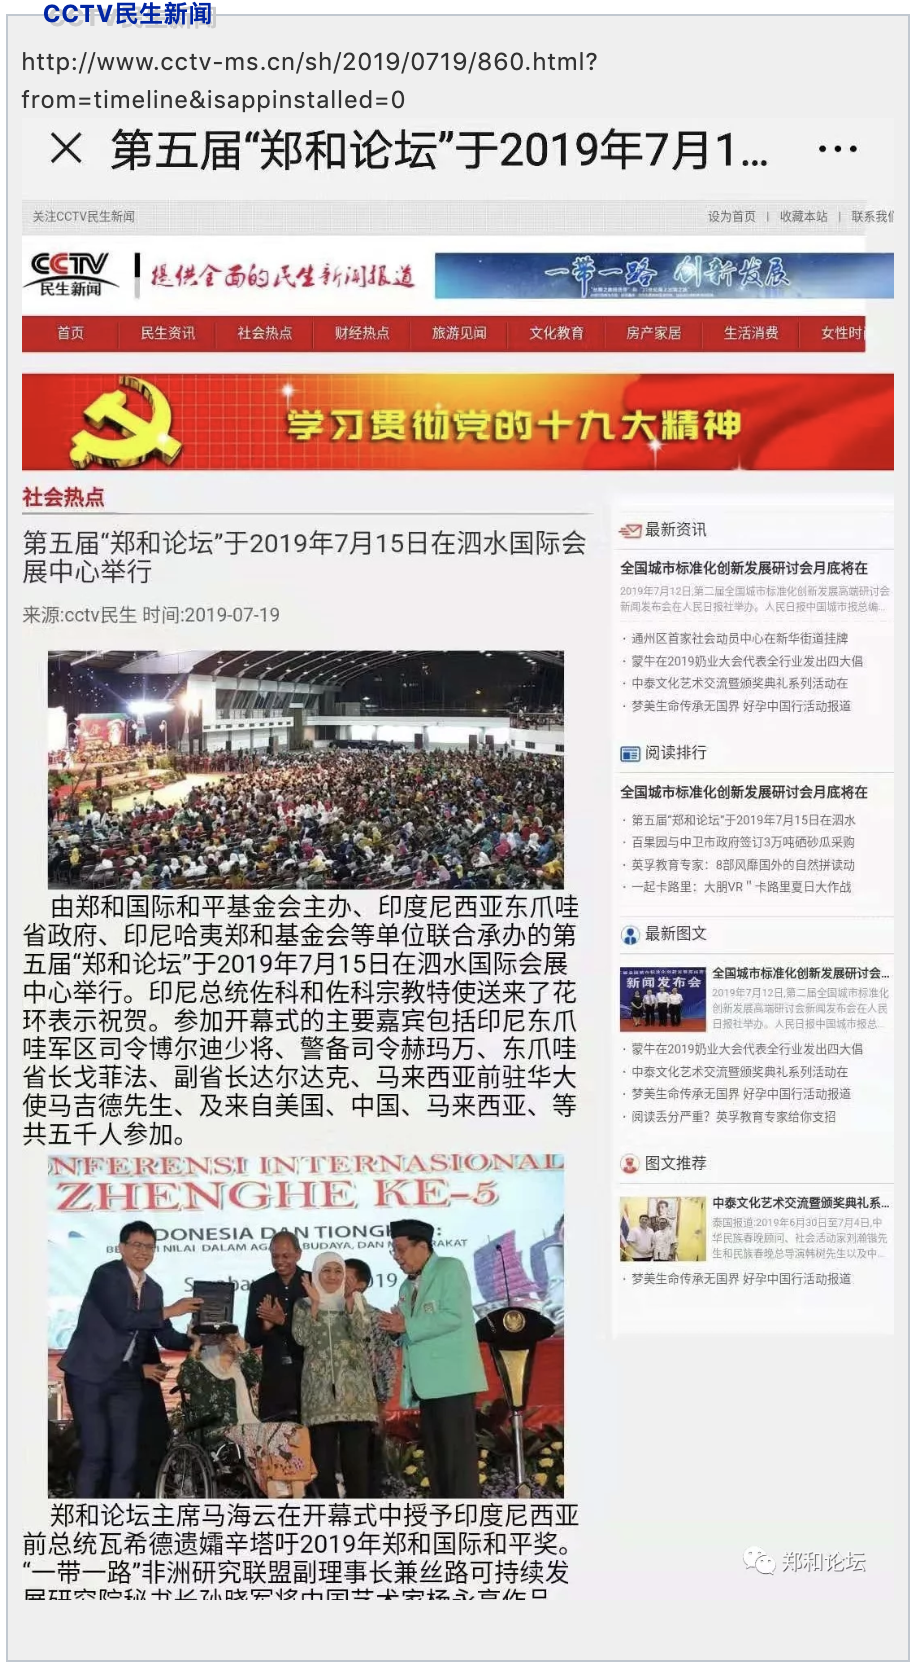 CCTV民生新闻
http://www.cctv-ms.cn/sh/2019/0719/860.html?
from=timeline&isappinstalled=0
第五届“郑和论坛”于2019年7月1...
关注CCTV民生新闻
设为首页 | 收藏本站 | 联系我们
CCTV
民生新闻
提供全面的民生新闻报道
一带一路 创新发展
首页 民生资讯 社会热点 财经热点 旅游见闻 文化教育 房产家居 生活消费 女性时尚
学习贯彻党的十九大精神
社会热点
第五届“郑和论坛”于2019年7月15日在泗水国际会
展中心举行
来源:cctv民生 时间:2019-07-19
由郑和国际和平基金会主办、印度尼西亚东爪哇
省政府、印尼哈夷郑和基金会等单位联合承办的第
五届“郑和论坛”于2019年7月15日在泗水国际会展
中心举行。印尼总统佐科和佐科宗教特使送来了花
环表示祝贺。参加开幕式的主要嘉宾包括印尼东爪
哇军区司令博尔迪少将、警备司令赫玛万、东爪哇
省长戈菲法、副省长达尔达克、马来西亚前驻华大
使马吉德先生、及来自美国、中国、马来西亚、等
共五千人参加。
NFERENSI INTERNASIONAL
ZHENGHE KE-5
DONESIA DAN TIONGKO
NILAI DALAM AGA BUDAYA, DAN MA RAKAT
2019
郑和论坛主席马海云在开幕式中授予印度尼西亚
前总统瓦希德遗孀辛塔吁2019年郑和国际和平奖。
“一带一路”非洲研究联盟副理事长兼丝路可持续发
展研究院秘书长孙晓军将中国艺术家杨永亮作品
最新资讯
全国城市标准化创新发展研讨会月底将在
2019年7月12日,第二届全国城市标准化创新发展高端研讨会
新闻发布会在人民日报社举办。人民日报中国城市报总编...
· 通州区首家社会动员中心在新华街道挂牌
· 蒙牛在2019奶业大会代表全行业发出四大倡
· 中泰文化艺术交流暨颁奖典礼系列活动在
· 梦美生命传承无国界 好孕中国行活动报道
阅读排行
全国城市标准化创新发展研讨会月底将在
· 第五届“郑和论坛”于2019年7月15日在泗水
· 百果园与中卫市政府签订3万吨硒砂瓜采购
· 英孚教育专家：8部风靡国外的自然拼读动
· 一起卡路里：大朋VR＂卡路里夏日大作战
最新图文
新闻发布会
全国城市标准化创新发展研讨会...
2019年7月12日,第二届全国城市标准化
创新发展高端研讨会新闻发布会在人民
日报社举办。人民日报中国城市报总...
· 蒙牛在2019奶业大会代表全行业发出四大倡
· 中泰文化艺术交流暨颁奖典礼系列活动在
· 梦美生命传承无国界 好孕中国行活动报道
· 阅读丢分严重？英孚教育专家给你支招
图文推荐
中泰文化艺术交流暨颁奖典礼系...
泰国报道:2019年6月30日至7月4日,中
华民族春晚顾问、社会活动家刘瀚锴先
生和民族春晚总导演韩树先生以及中...
· 梦美生命传承无国界 好孕中国行活动报道
郑和论坛